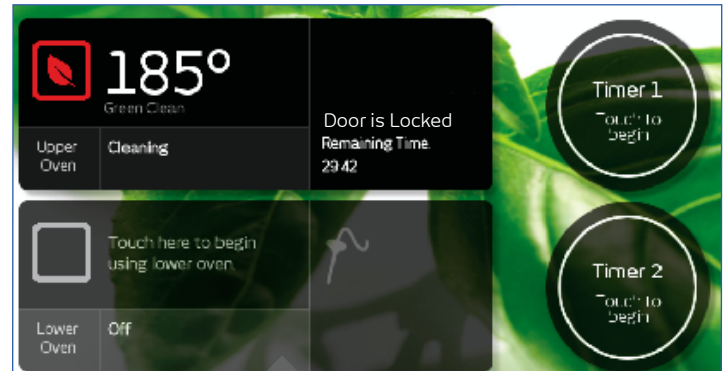 185°
Green Clean
Upper
Oven
Cleaning
Door is Locked
Remaining Time.
29:42
Touch here to begin
using lower oven.
Lower
Oven
Off
Timer 1
Touch to
begin
Timer 2
Touch to
begin